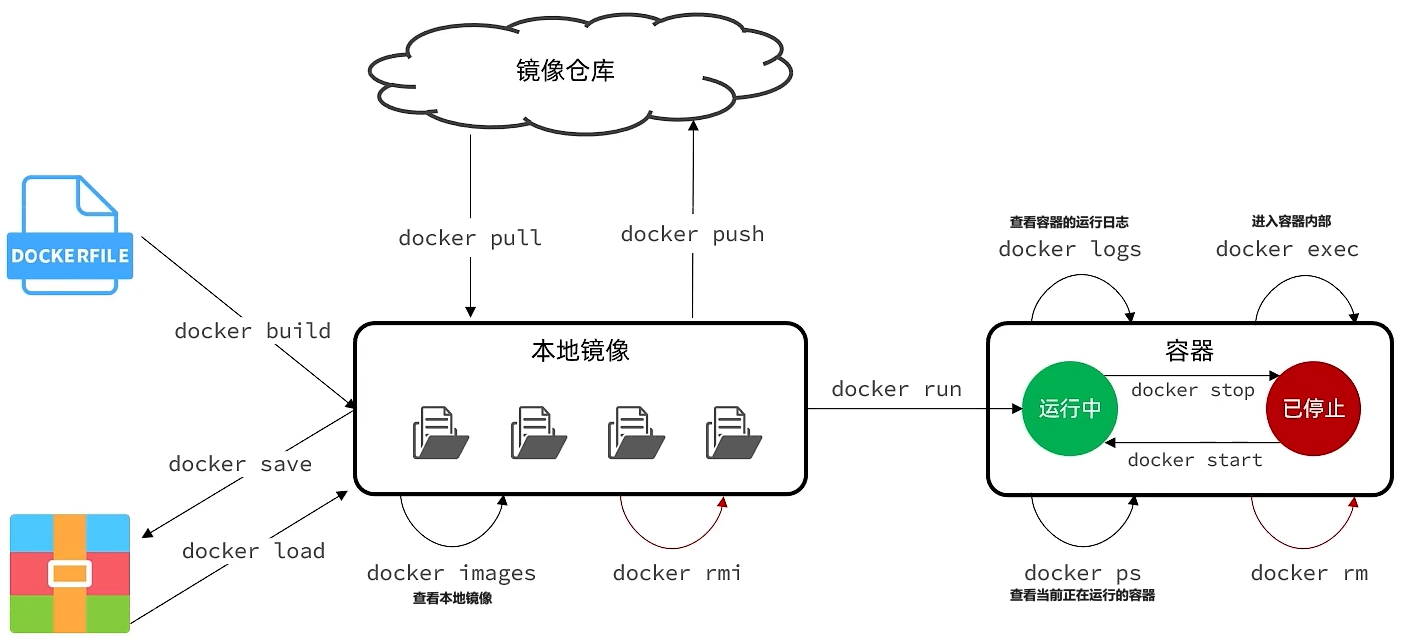 镜像仓库
docker pull
docker push
DOCKERFILE
docker build
docker save
docker load
本地镜像
docker images
查看本地镜像
docker rmi
docker run
查看容器的运行日志
docker logs
进入容器内部
docker exec
容器
运行中
docker stop
已停止
docker start
docker ps
查看当前正在运行的容器
docker rm